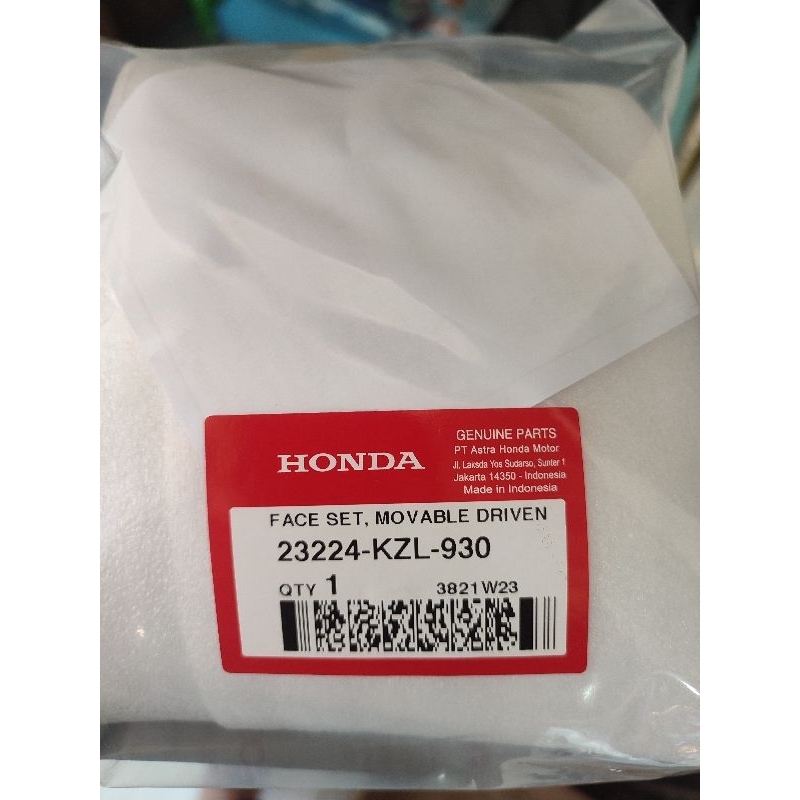 HONDA
GENUINE PARTS
PT Astra Honda Motor
Jl. Laksda Yos Sudarso, Sunter 1
Jakarta 14350 - Indonesia
Made in Indonesia
FACE SET, MOVABLE DRIVEN
23224-KZL-930
QTY 1 3821W23